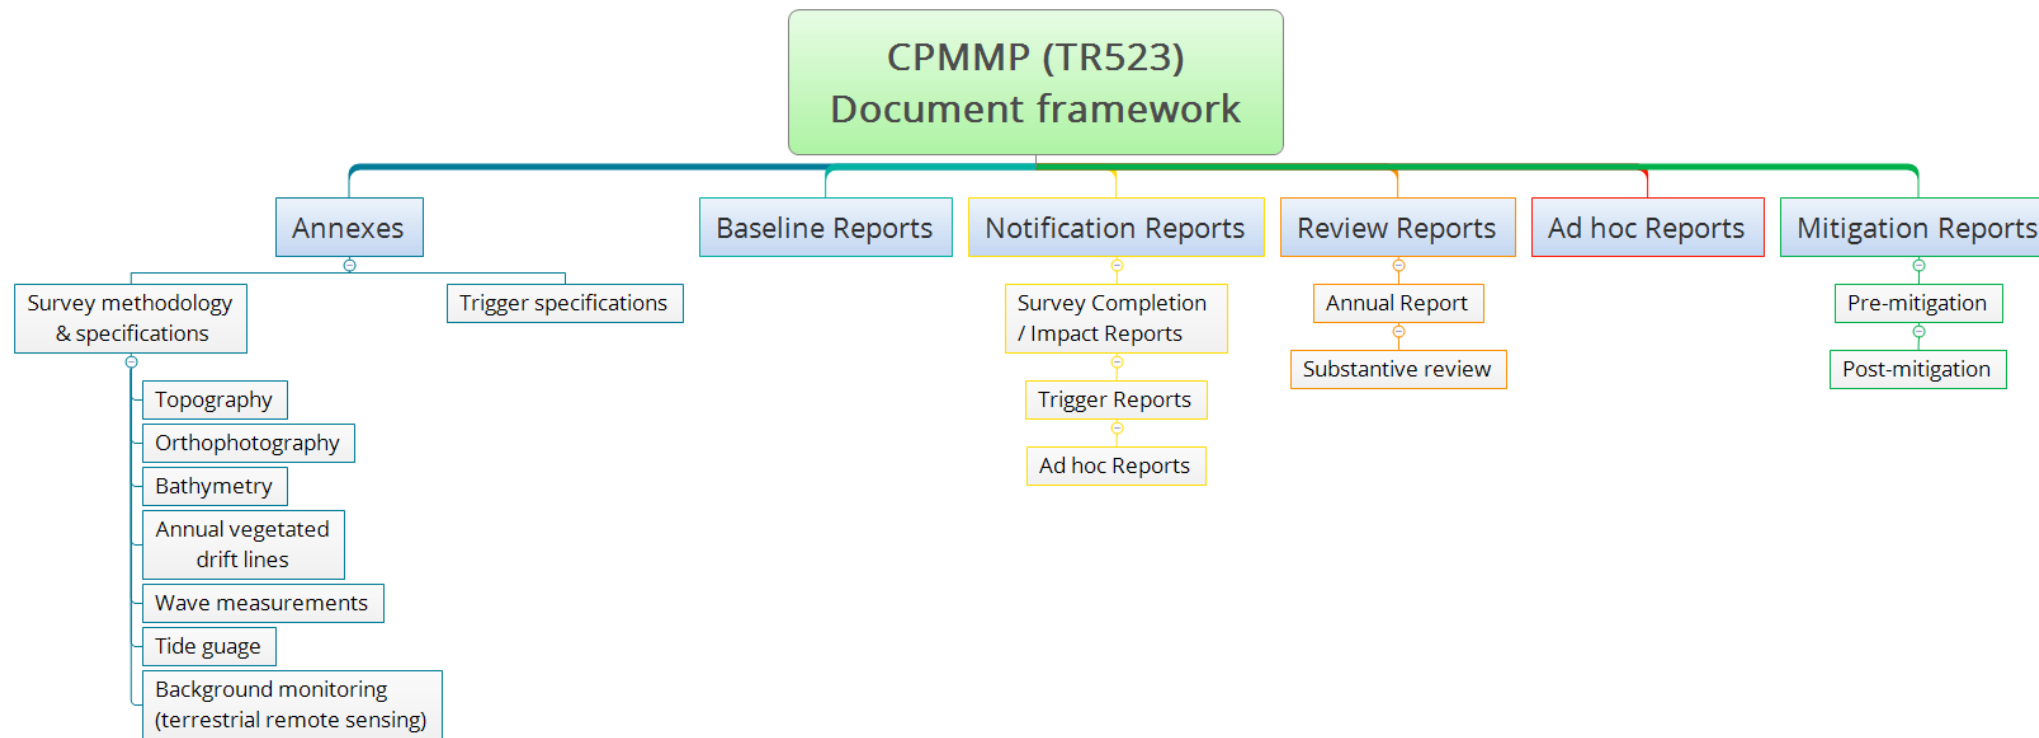 CPMMP (TR523)
Document framework
Annexes
Baseline Reports
Notification Reports
Review Reports
Ad hoc Reports
Mitigation Reports
Survey methodology
& specifications
Trigger specifications
Topography
Orthophotography
Bathymetry
Annual vegetated
drift lines
Wave measurements
Tide guage
Background monitoring
(terrestrial remote sensing)
Survey Completion
/ Impact Reports
Trigger Reports
Ad hoc Reports
Annual Report
Substantive review
Pre-mitigation
Post-mitigation